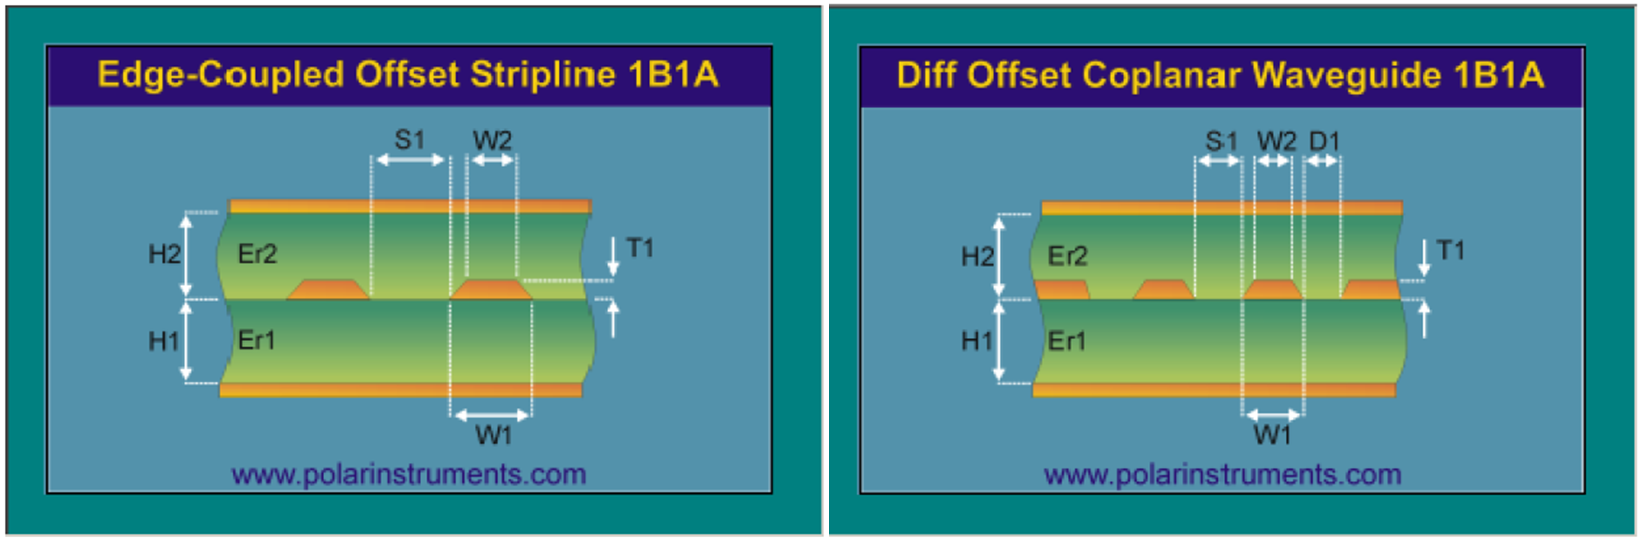 Edge-Coupled Offset Stripline 1B1A
S1 W2
H2 Er2 T1
H1 Er1
W1
www.polarinstruments.com
Diff Offset Coplanar Waveguide 1B1A
S1 W2 D1
H2 Er2 T1
H1 Er1
W1
www.polarinstruments.com